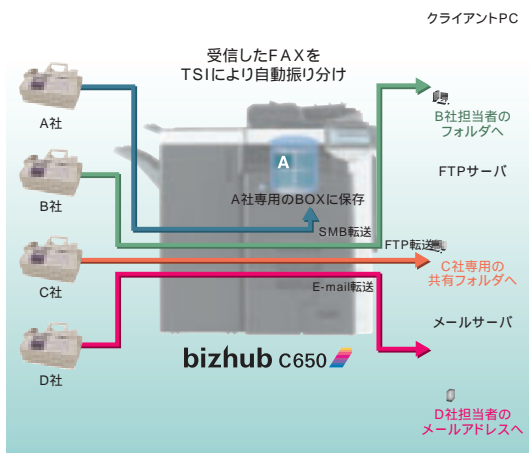 クライアントPC
受信したFAXを
TSIにより自動振り分け
A社
B社
C社
D社
A
A社専用のBOXに保存
SMB転送
FTP転送
E-mail転送
B社担当者の
フォルダへ
FTPサーバ
C社専用の
共有フォルダへ
メールサーバ
D社担当者の
メールアドレスへ
bizhub C650